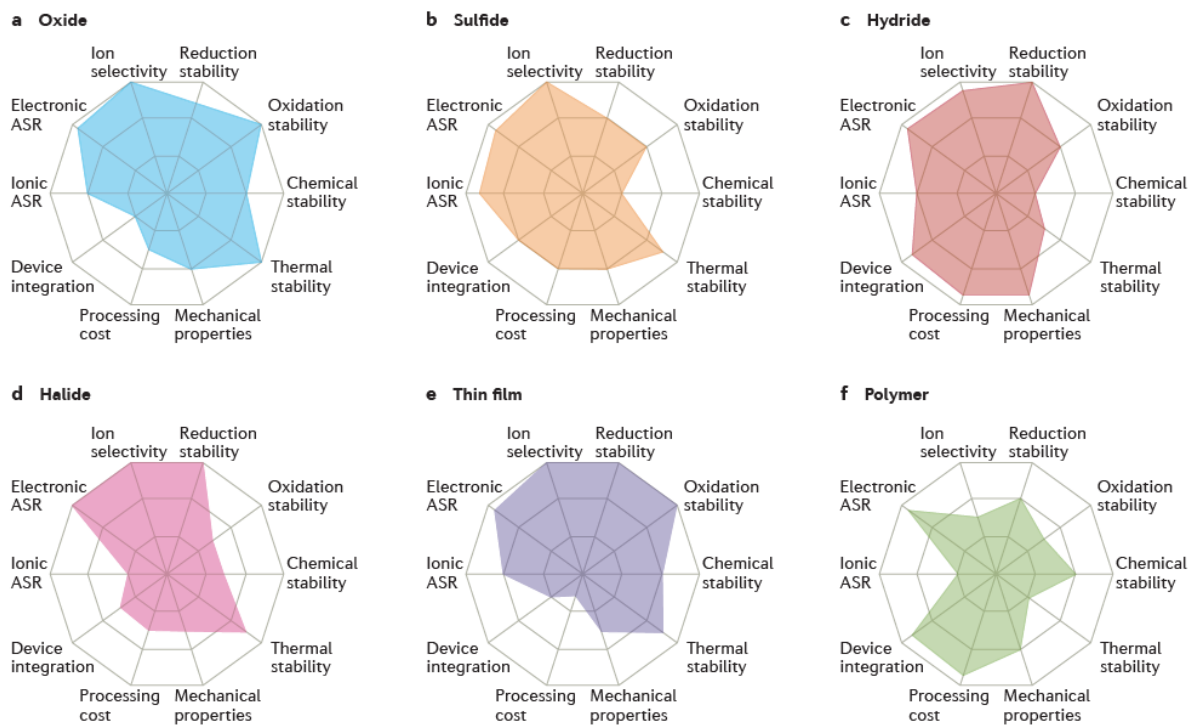 a Oxide
Ion
selectivity
Reduction
stability
Electronic
ASR
Oxidation
stability
Ionic
ASR
Chemical
stability
Device
integration
Thermal
stability
Processing
cost
Mechanical
properties
b Sulfide
Ion
selectivity
Reduction
stability
Electronic
ASR
Oxidation
stability
Ionic
ASR
Chemical
stability
Device
integration
Thermal
stability
Processing
cost
Mechanical
properties
c Hydride
Ion
selectivity
Reduction
stability
Electronic
ASR
Oxidation
stability
Ionic
ASR
Chemical
stability
Device
integration
Thermal
stability
Processing
cost
Mechanical
properties
d Halide
Ion
selectivity
Reduction
stability
Electronic
ASR
Oxidation
stability
Ionic
ASR
Chemical
stability
Device
integration
Thermal
stability
Processing
cost
Mechanical
properties
e Thin film
Ion
selectivity
Reduction
stability
Electronic
ASR
Oxidation
stability
Ionic
ASR
Chemical
stability
Device
integration
Thermal
stability
Processing
cost
Mechanical
properties
f Polymer
Ion
selectivity
Reduction
stability
Electronic
ASR
Oxidation
stability
Ionic
ASR
Chemical
stability
Device
integration
Thermal
stability
Processing
cost
Mechanical
properties